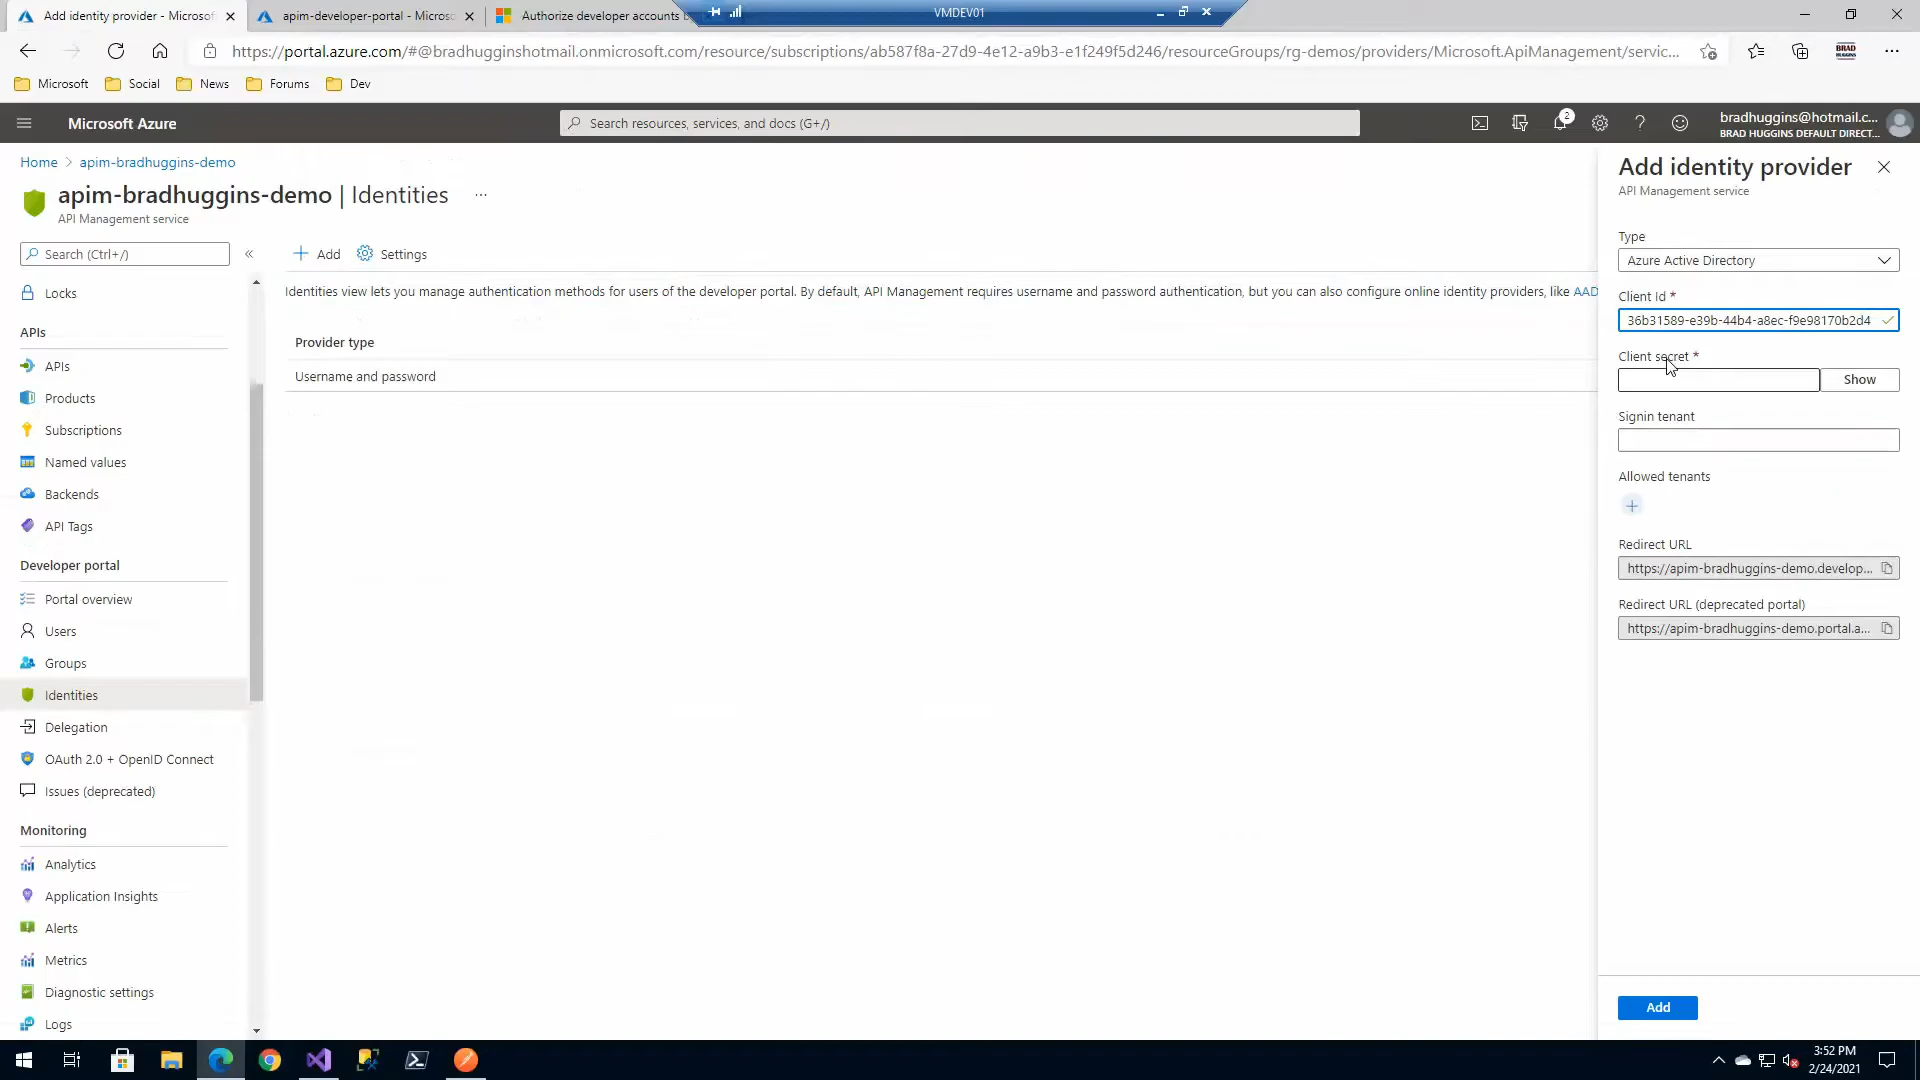 Add identity provider - Microsof
apim-developer-portal - Microso
Authorize developer accounts b
VMDEV01
https://portal.azure.com/#@bradhugginshotmail.onmicrosoft.com/resource/subscriptions/ab587f8a-27d9-4e12-a9b3-e1f249f5d246/resourceGroups/rg-demos/providers/Microsoft.ApiManagement/servic...
BRAD
HUGGINS
Microsoft
Social
News
Forums
Dev
Microsoft Azure
Search resources, services, and docs (G+/)
2
bradhuggins@hotmail.c...
BRAD HUGGINS DEFAULT DIRECT...
Home > apim-bradhuggins-demo
apim-bradhuggins-demo | Identities ...
API Management service
Search (Ctrl+/)
«
Locks
APIs
APIs
Products
Subscriptions
Named values
Backends
API Tags
Developer portal
Portal overview
Users
Groups
Identities
Delegation
OAuth 2.0 + OpenID Connect
Issues (deprecated)
Monitoring
Analytics
Application Insights
Alerts
Metrics
Diagnostic settings
Logs
Add
Settings
Identities view lets you manage authentication methods for users of the developer portal. By default, API Management requires username and password authentication, but you can also configure online identity providers, like AAD
Provider type
Username and password
Add identity provider
API Management service
Type
Azure Active Directory
Client Id *
36b31589-e39b-44b4-a8ec-f9e98170b2d4
Client secret *
Show
Signin tenant
Allowed tenants
Redirect URL
https://apim-bradhuggins-demo.develop...
Redirect URL (deprecated portal)
https://apim-bradhuggins-demo.portal.a...
Add
3:52 PM
2/24/2021